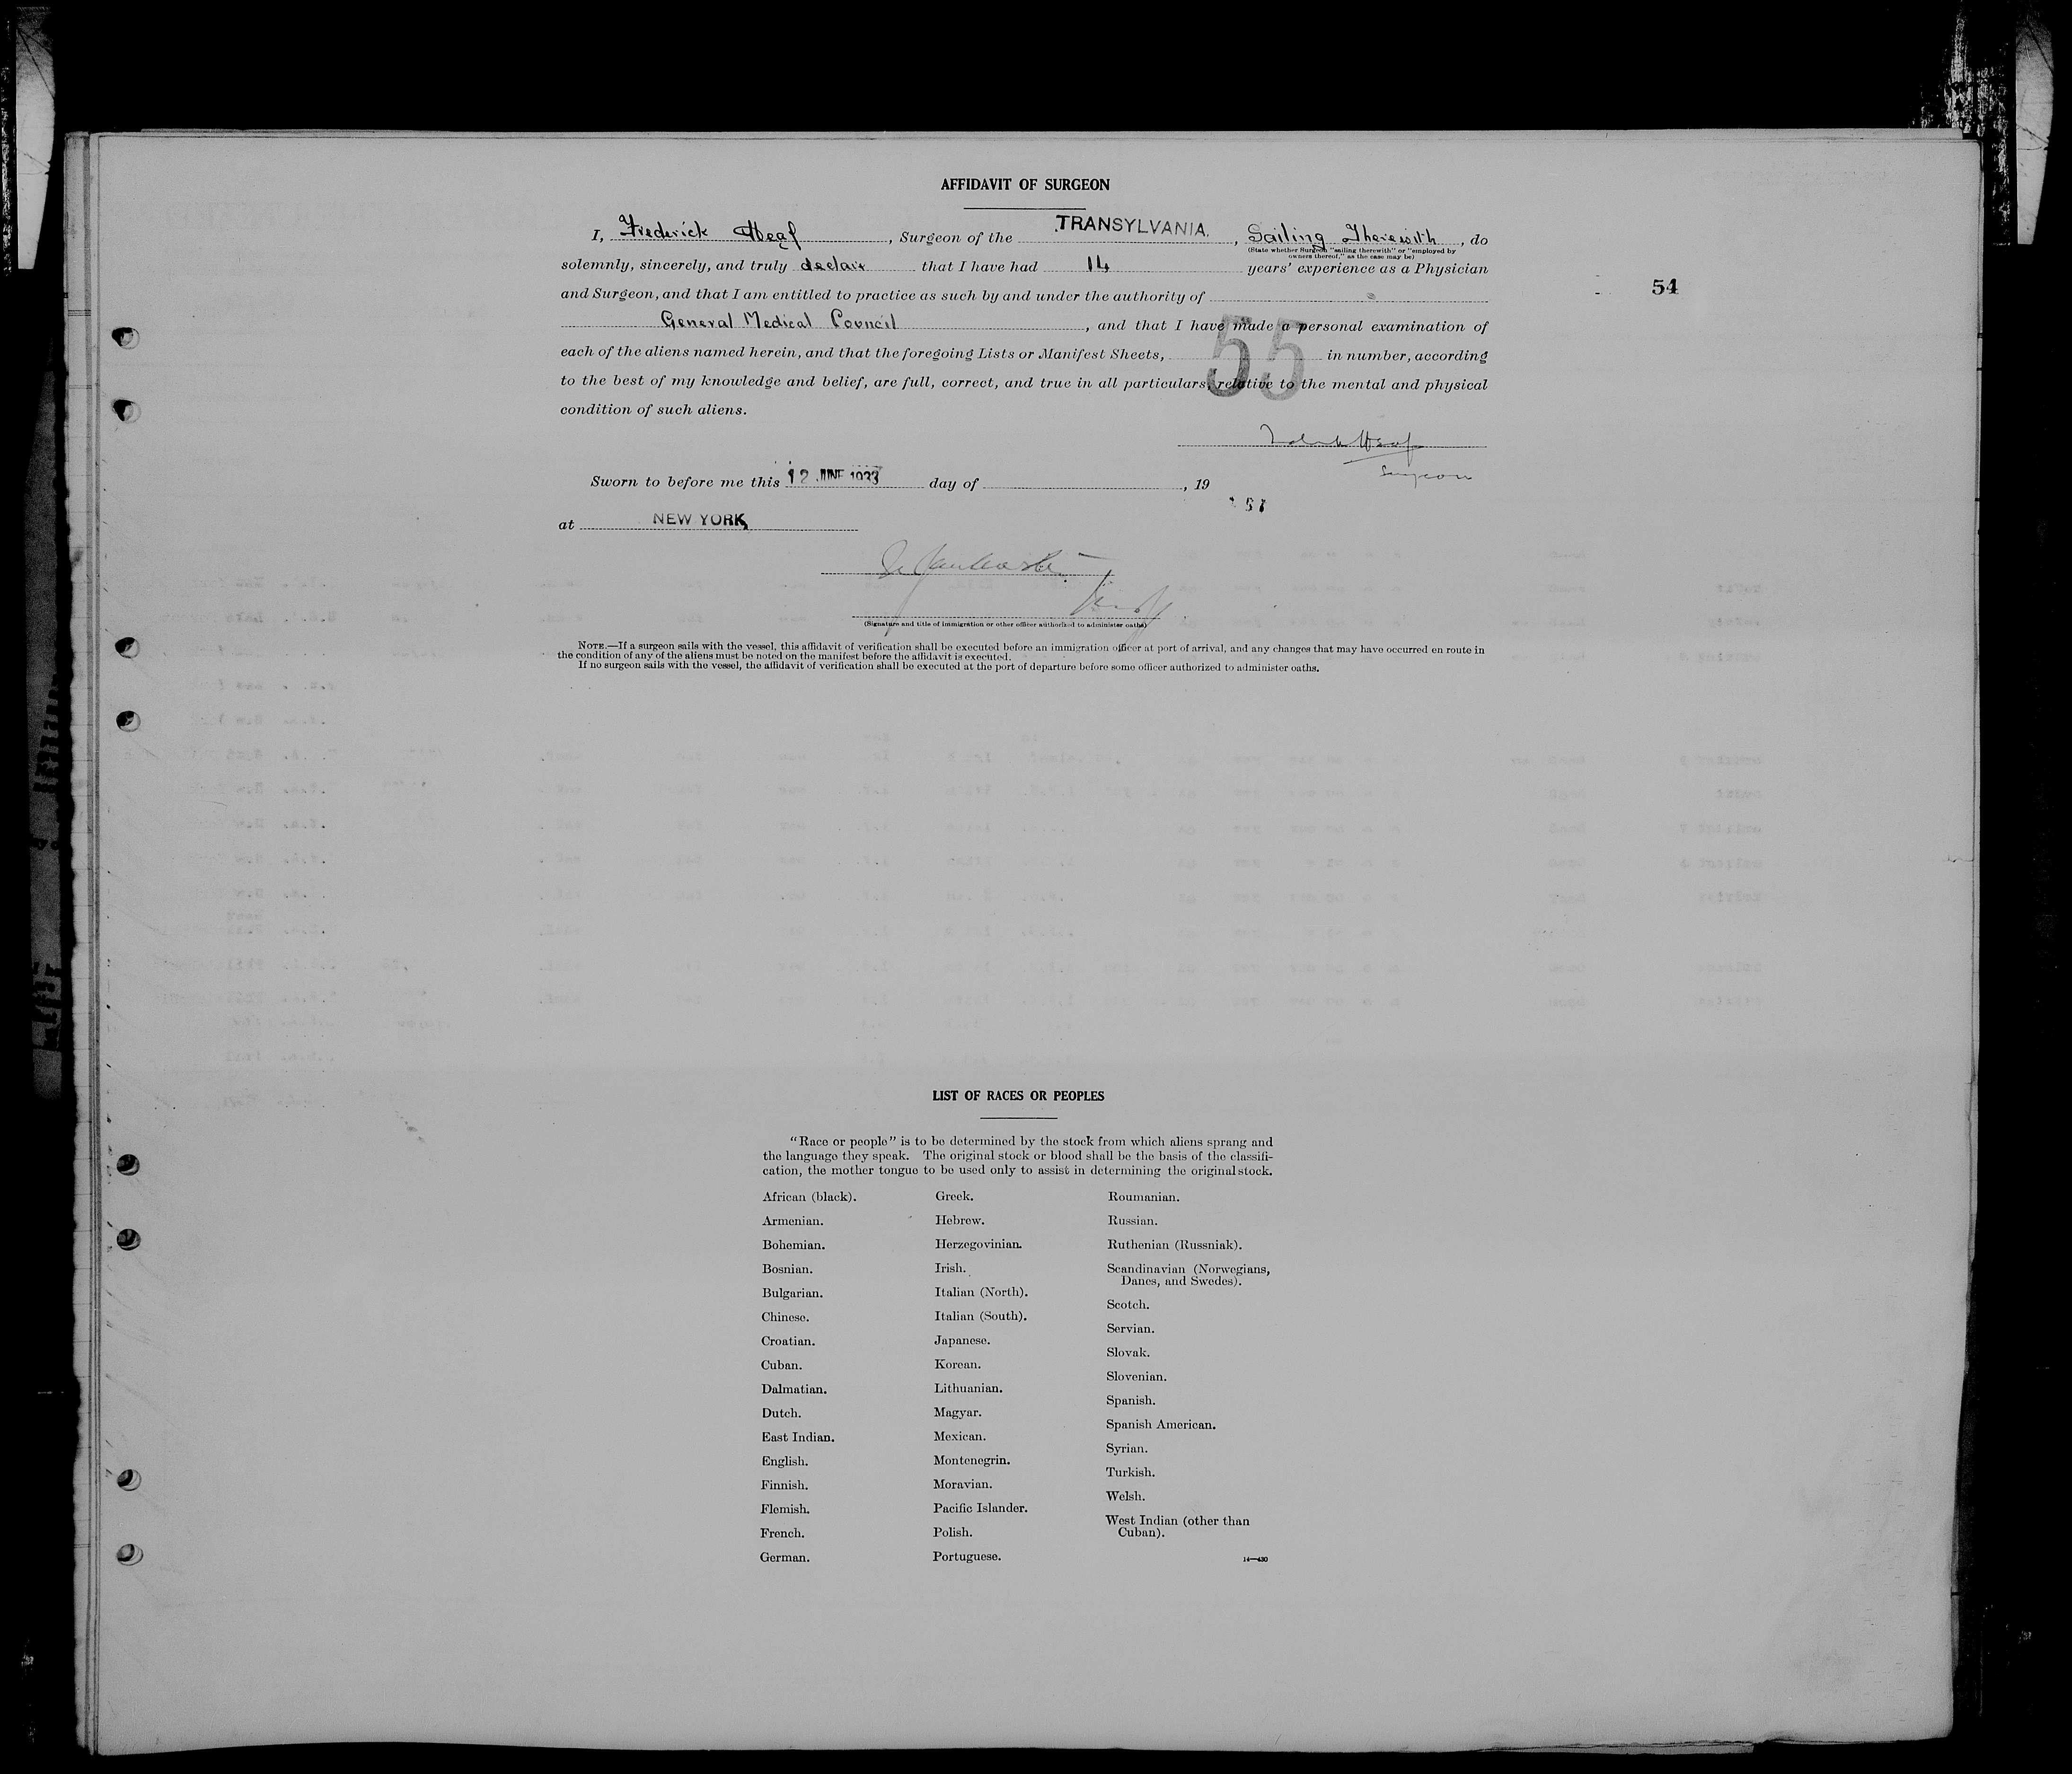 AFFIDAVIT OF SURGEON
I, Frederick Heaf, Surgeon of the TRANSYLVANIA, Sailing Therewith, do
(State whether Surgeon "sailing therewith" or "employed by
owners thereof," as the case may be)
solemnly, sincerely, and truly declare that I have had 14 years' experience as a Physician
54
and Surgeon, and that I am entitled to practice as such by and under the authority of
General Medical Council, and that I have made a personal examination of
each of the aliens named herein, and that the foregoing Lists or Manifest Sheets, 55 in number, according
to the best of my knowledge and belief, are full, correct, and true in all particulars, relative to the mental and physical
condition of such aliens.
Heaf
Surgeon
Sworn to before me this 12 JUNE 1933 day of , 19
at NEW YORK
(Signature and title of immigration or other officer authorized to administer oaths)
NOTE.—If a surgeon sails with the vessel, this affidavit of verification shall be executed before an immigration officer at port of arrival, and any changes that may have occurred en route in
the condition of any of the aliens must be noted on the manifest before the affidavit is executed.
If no surgeon sails with the vessel, the affidavit of verification shall be executed at the port of departure before some officer authorized to administer oaths.
LIST OF RACES OR PEOPLES
"Race or people" is to be determined by the stock from which aliens sprang and
the language they speak. The original stock or blood shall be the basis of the classifi-
cation, the mother tongue to be used only to assist in determining the original stock.
African (black).
Armenian.
Bohemian.
Bosnian.
Bulgarian.
Chinese.
Croatian.
Cuban.
Dalmatian.
Dutch.
East Indian.
English.
Finnish.
Flemish.
French.
German.
Greek.
Hebrew.
Herzegovinian.
Irish.
Italian (North).
Italian (South).
Japanese.
Korean.
Lithuanian.
Magyar.
Mexican.
Montenegrin.
Moravian.
Pacific Islander.
Polish.
Portuguese.
Roumanian.
Russian.
Ruthenian (Russniak).
Scandinavian (Norwegians,
Danes, and Swedes).
Scotch.
Servian.
Slovak.
Slovenian.
Spanish.
Spanish American.
Syrian.
Turkish.
Welsh.
West Indian (other than
Cuban).
14—430